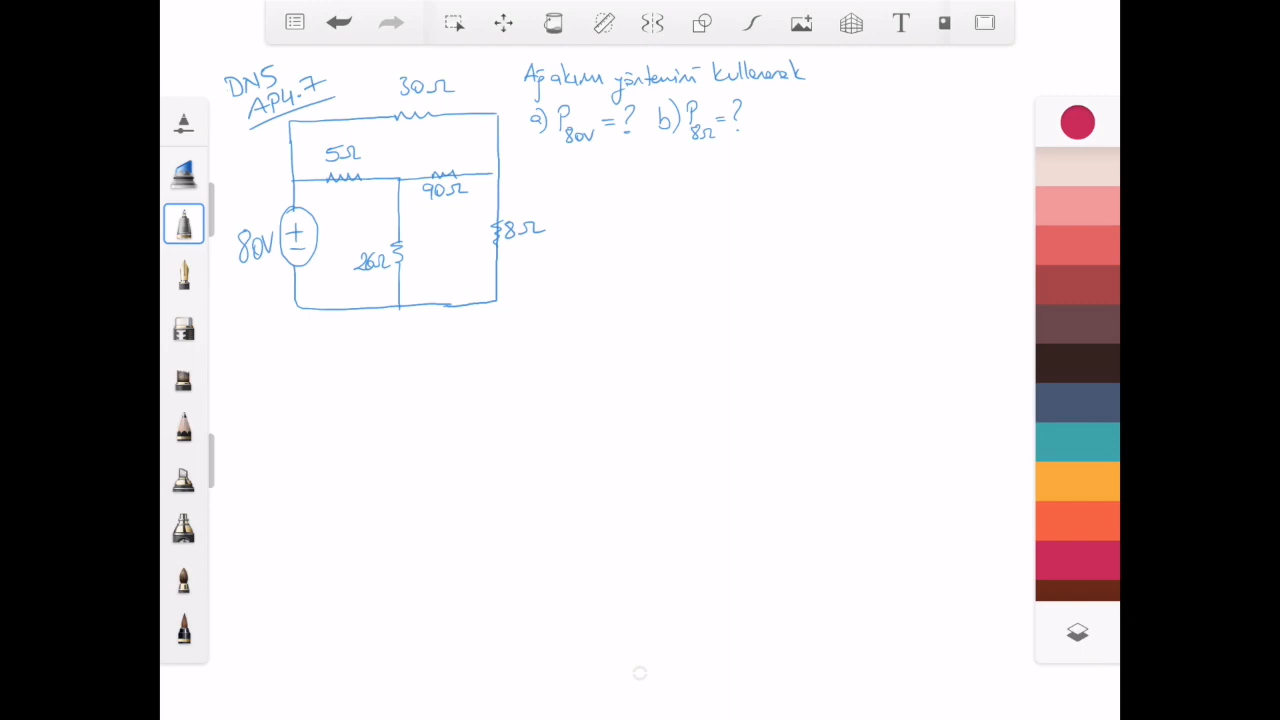 DNS
AP4.7
Ağ akımı yöntemini kullanarak
a) P80V = ? b) P8Ω = ?
30Ω
5Ω
90Ω
80V
+
−
26Ω
8Ω
T